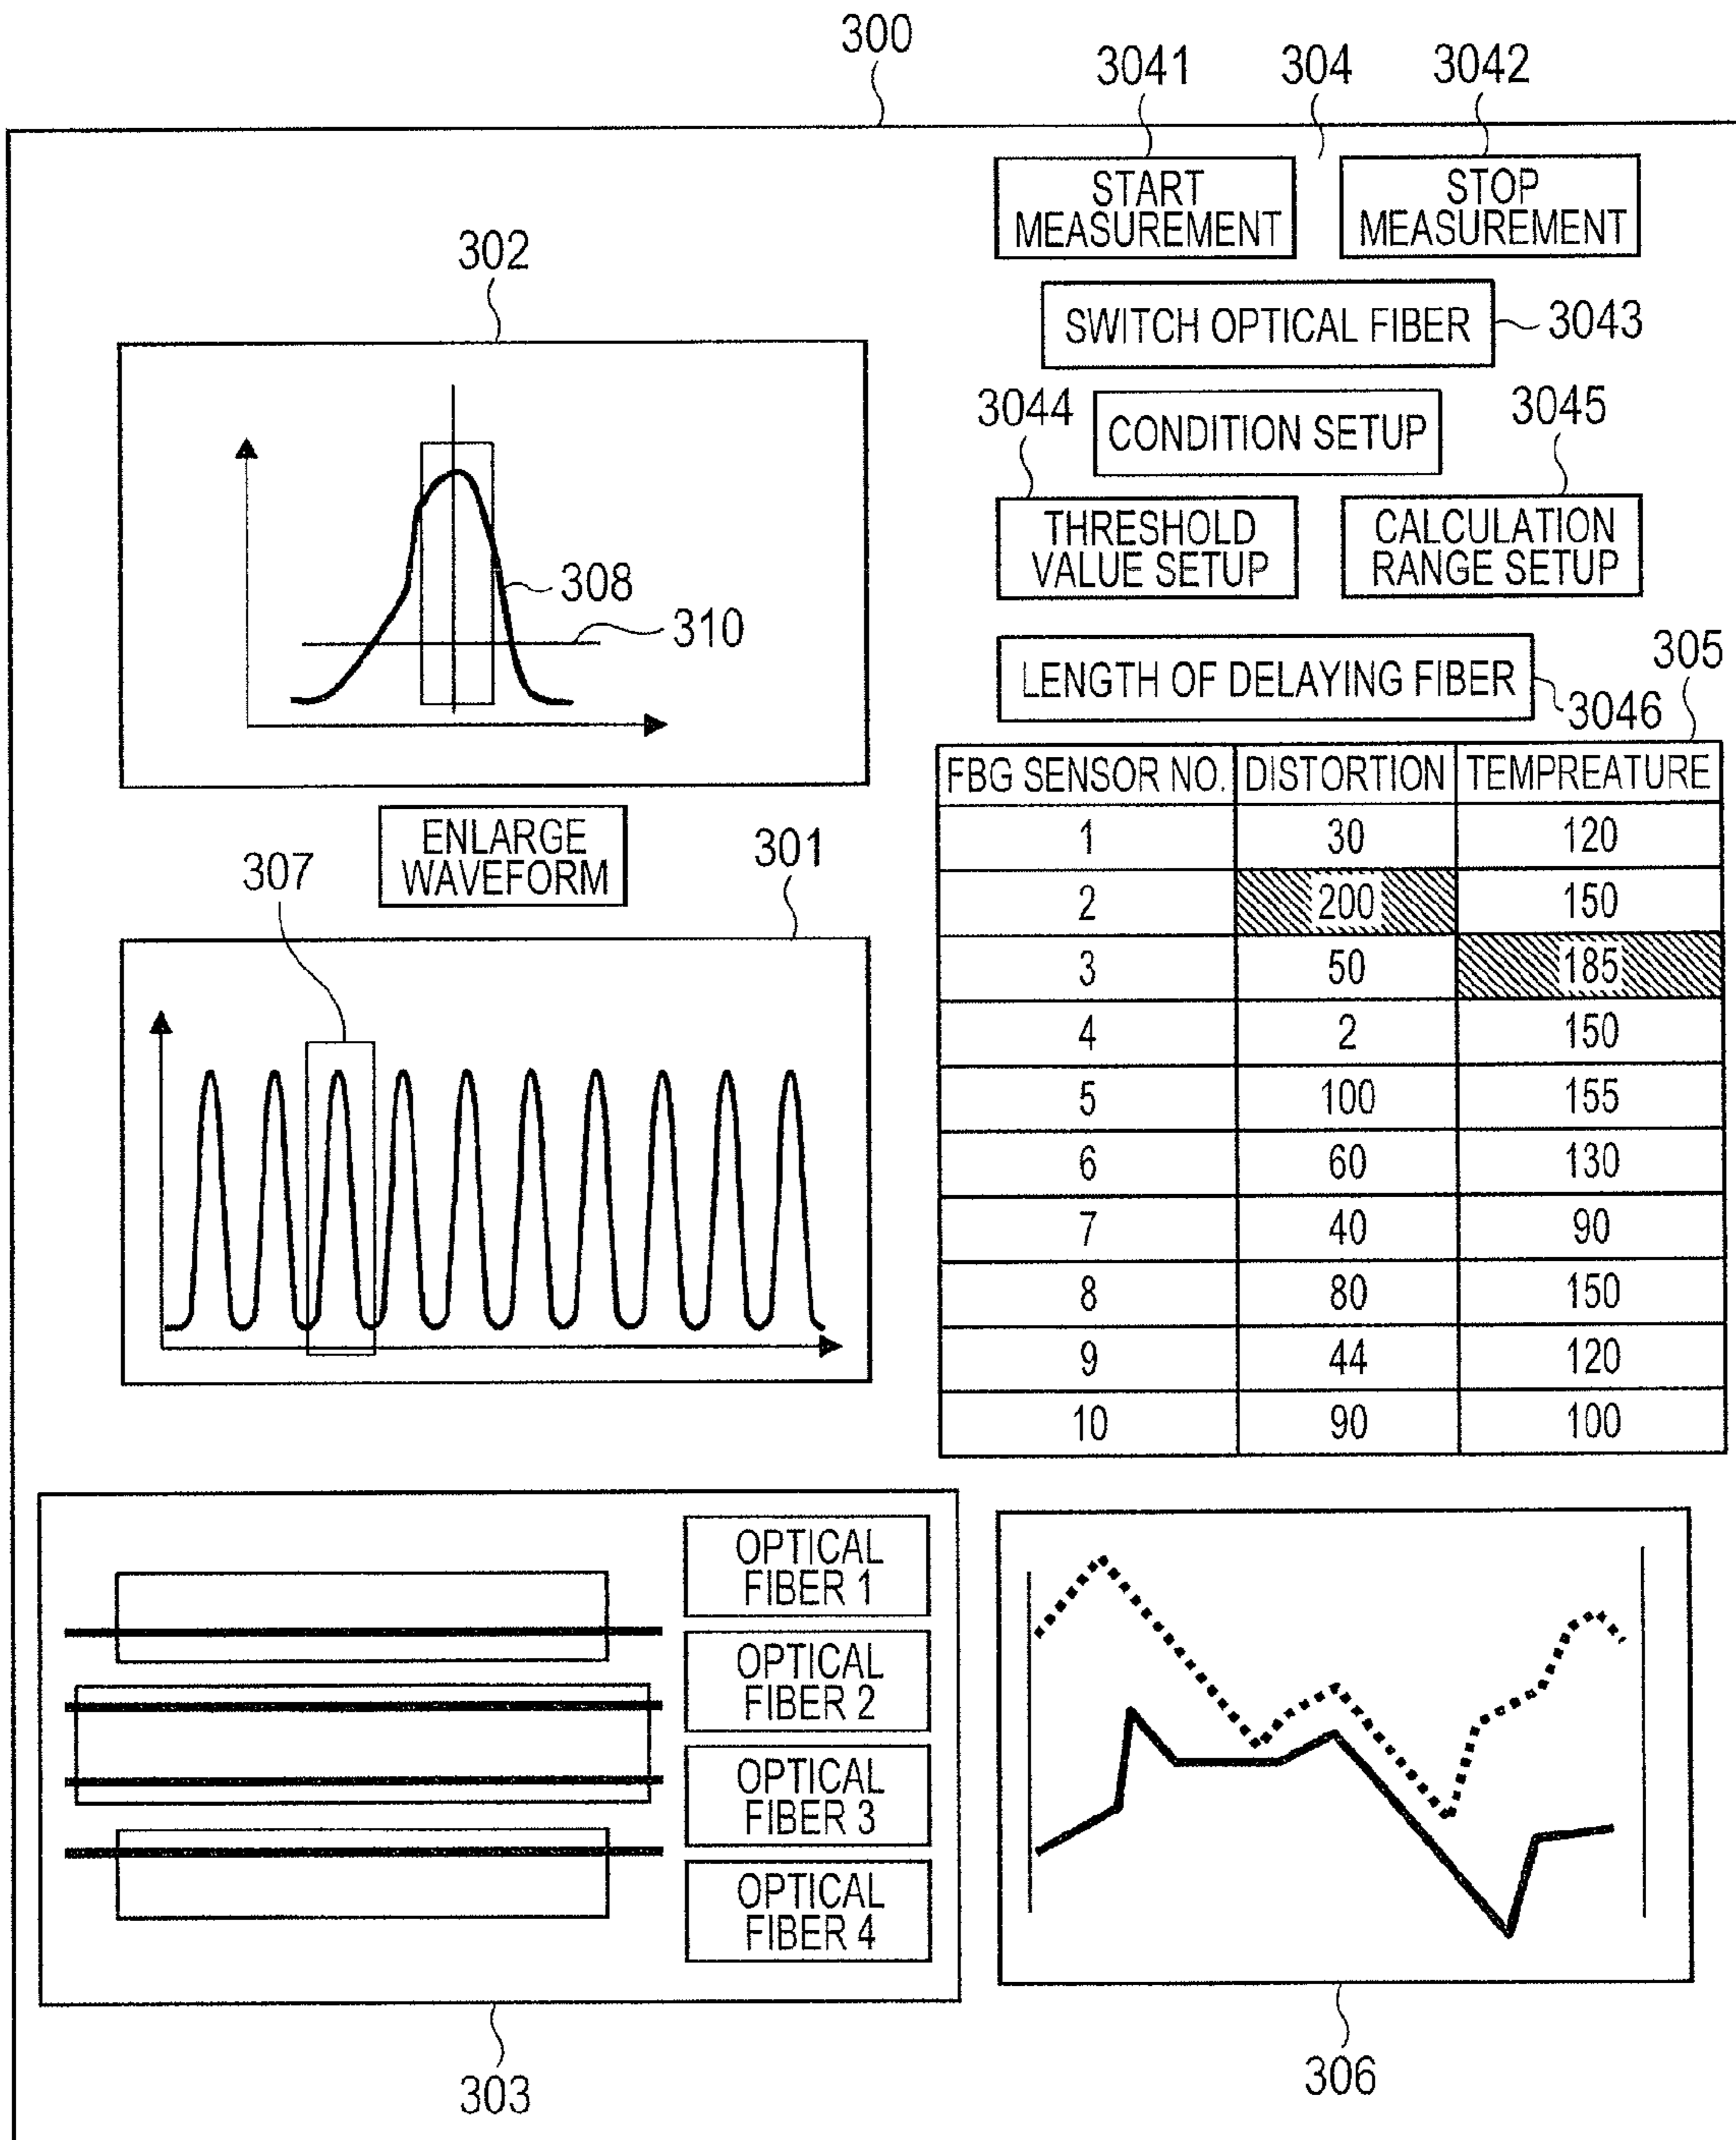 300
3041
304
3042
START
MEASUREMENT
STOP
MEASUREMENT
302
SWITCH OPTICAL FIBER
3043
3044
CONDITION SETUP
3045
THRESHOLD
VALUE SETUP
CALCULATION
RANGE SETUP
308
310
LENGTH OF DELAYING FIBER
305
3046
ENLARGE
WAVEFORM
307
301
FBG SENSOR NO. DISTORTION TEMPREATURE
1 30 120
2 200 150
3 50 185
4 2 150
5 100 155
6 60 130
7 40 90
8 80 150
9 44 120
10 90 100
OPTICAL
FIBER 1
OPTICAL
FIBER 2
OPTICAL
FIBER 3
OPTICAL
FIBER 4
303
306